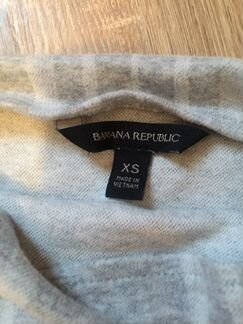 BANANA REPUBLIC
XS
MADE IN
VIETNAM